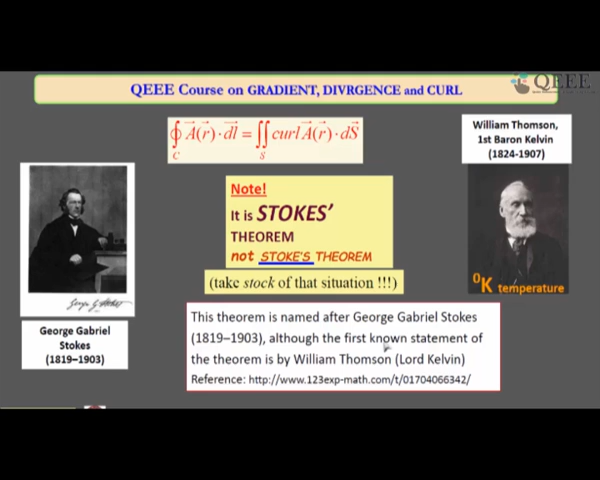 QEEE
QEEE Course on GRADIENT, DIVRGENCE and CURL
∮ A⃗(r⃗)·dl⃗ = ∬ curl A⃗(r⃗)·dS⃗
C S
William Thomson,
1st Baron Kelvin
(1824-1907)
Note!
It is STOKES’
THEOREM
not STOKE'S THEOREM
(take stock of that situation !!!)
⁰K temperature
George Gabriel
Stokes
(1819–1903)
This theorem is named after George Gabriel Stokes
(1819–1903), although the first known statement of
the theorem is by William Thomson (Lord Kelvin)
Reference: http://www.123exp-math.com/t/01704066342/